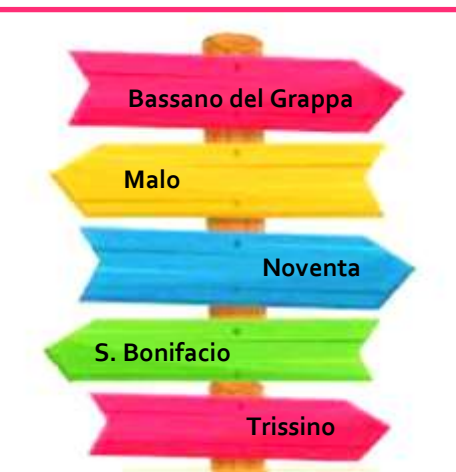 Bassano del Grappa
Malo
Noventa
S. Bonifacio
Trissino